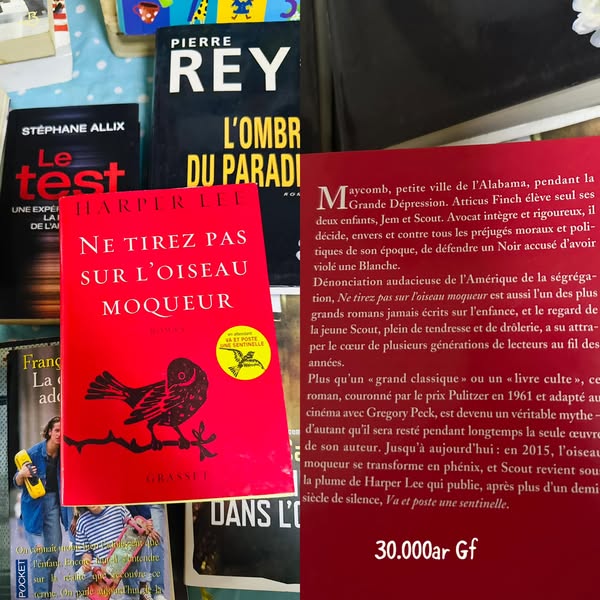 PIERRE
REY
L'OMBR
DU PARADI
STÉPHANE ALLIX
Le
test
HARPER LEE
NE TIREZ PAS
SUR L'OISEAU
MOQUEUR
ROMAN
en attendant
VA ET POSTE
UNE SENTINELLE
GRASSET
Franç
La
ado
DANS L'O
POCKET
Maycomb, petite ville de l'Alabama, pendant la
Grande Dépression. Atticus Finch élève seul ses
deux enfants, Jem et Scout. Avocat intègre et rigoureux, il
décide, envers et contre tous les préjugés moraux et poli-
tiques de son époque, de défendre un Noir accusé d'avoir
violé une Blanche.
Dénonciation audacieuse de l'Amérique de la ségréga-
tion, Ne tirez pas sur l'oiseau moqueur est aussi l'un des plus
grands romans jamais écrits sur l'enfance, et le regard de
la jeune Scout, plein de tendresse et de drôlerie, a su attra-
per le cœur de plusieurs générations de lecteurs au fil des
années.
Plus qu'un « grand classique » ou un « livre culte », ce
roman, couronné par le prix Pulitzer en 1961 et adapté au
cinéma avec Gregory Peck, est devenu un véritable mythe –
d'autant qu'il sera resté pendant longtemps la seule œuvre
de son auteur. Jusqu'à aujourd'hui : en 2015, l'oiseau
moqueur se transforme en phénix, et Scout revient sous
la plume de Harper Lee qui public, après plus d'un demi
siècle de silence, Va et poste une sentinelle.
30.000ar Gf